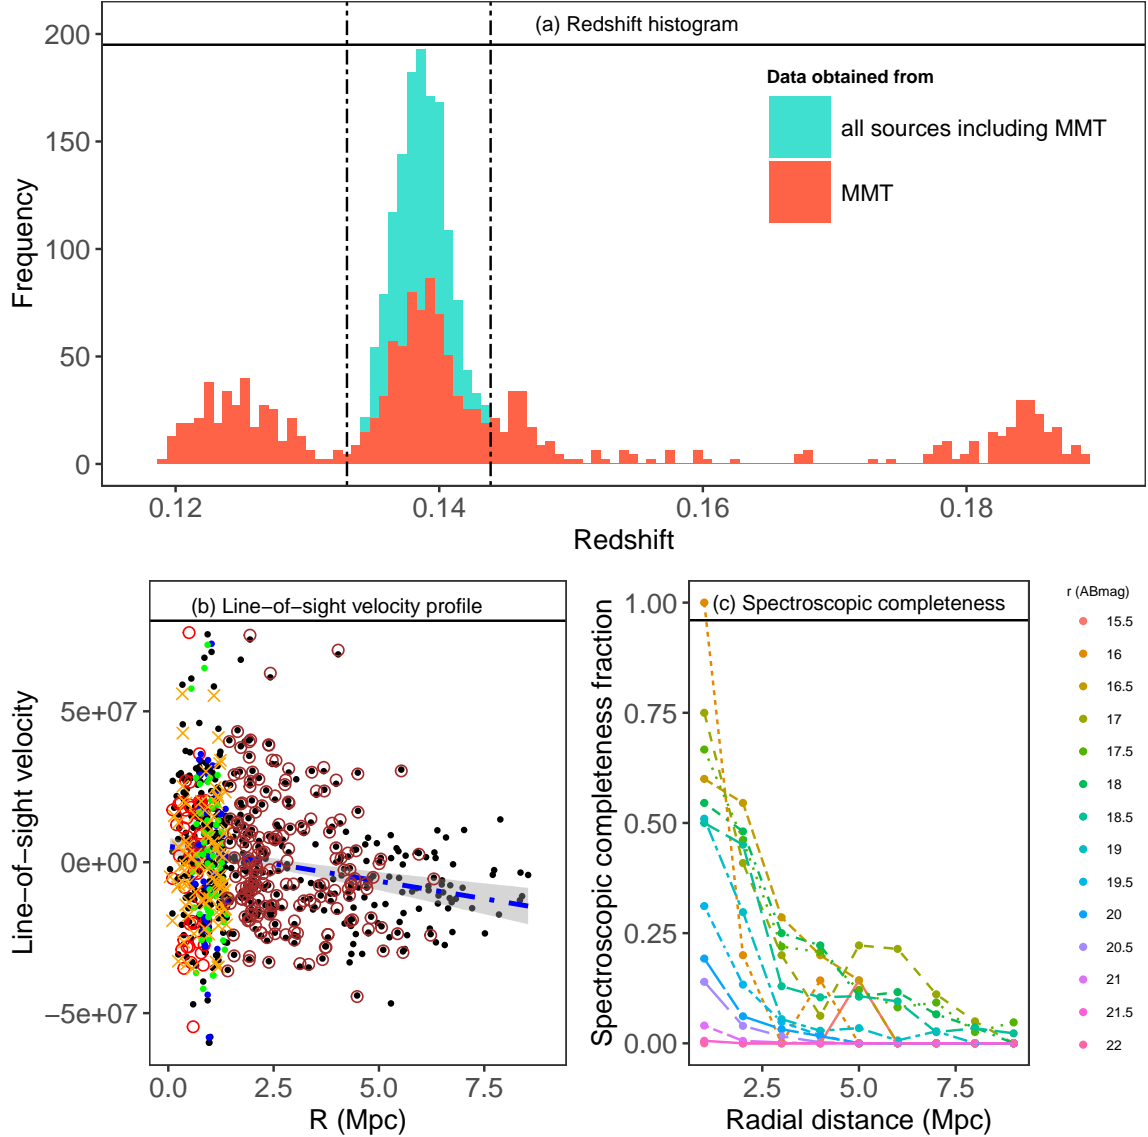 (a) Redshift histogram
200
150
100
50
0
Frequency
Data obtained from
all sources including MMT
MMT
0.12 0.14 0.16 0.18
Redshift
(b) Line−of−sight velocity profile
5e+07
0e+00
−5e+07
Line−of−sight velocity
0.0 2.5 5.0 7.5
R (Mpc)
(c) Spectroscopic completeness
1.00
0.75
0.50
0.25
0.00
Spectroscopic completeness fraction
2.5 5.0 7.5
Radial distance (Mpc)
r (ABmag)
15.5
16
16.5
17
17.5
18
18.5
19
19.5
20
20.5
21
21.5
22